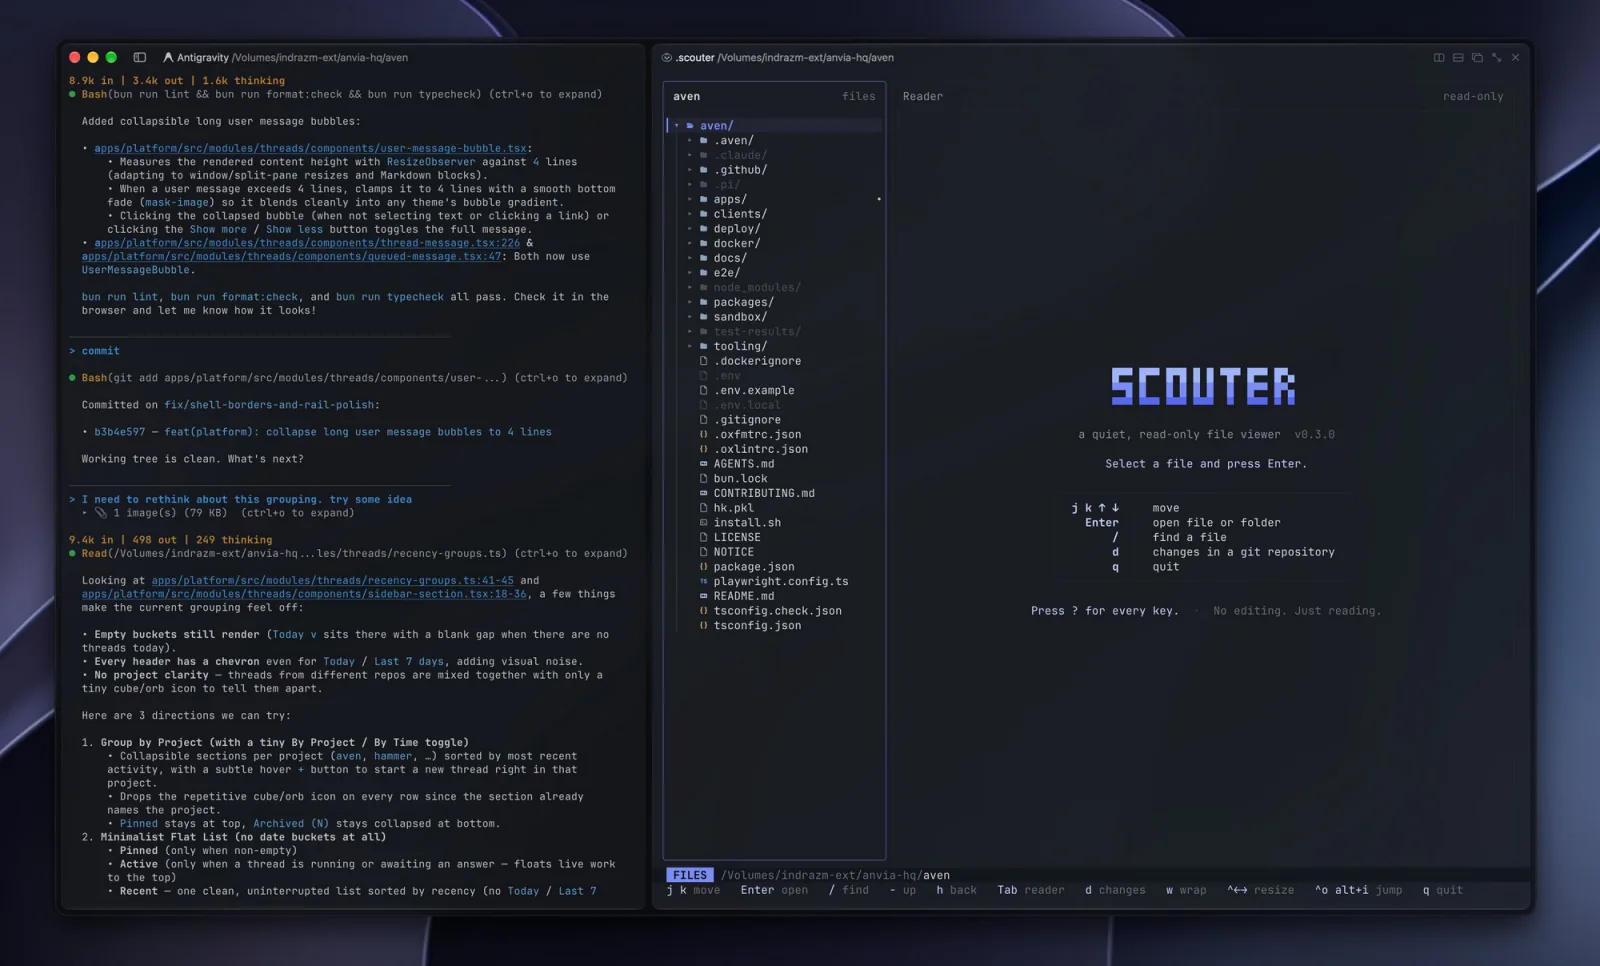 Antigravity /Volumes/indrazm-ext/anvia-hq/aven
8.9k in | 3.4k out | 1.6k thinking
Bash(bun run lint && bun run format:check && bun run typecheck) (ctrl+o to expand)
Added collapsible long user message bubbles:
• apps/platform/src/modules/threads/components/user-message-bubble.tsx:
• Measures the rendered content height with ResizeObserver against 4 lines
(adapting to window/split-pane resizes and Markdown blocks).
• When a user message exceeds 4 lines, clamps it to 4 lines with a smooth bottom
fade (mask-image) so it blends cleanly into any theme's bubble gradient.
• Clicking the collapsed bubble (when not selecting text or clicking a link) or
clicking the Show more / Show less button toggles the full message.
• apps/platform/src/modules/threads/components/thread-message.tsx:226 &
apps/platform/src/modules/threads/components/queued-message.tsx:47: Both now use
UserMessageBubble.
bun run lint, bun run format:check, and bun run typecheck all pass. Check it in the
browser and let me know how it looks!
> commit
Bash(git add apps/platform/src/modules/threads/components/user-...) (ctrl+o to expand)
Committed on fix/shell-borders-and-rail-polish:
• b3b4e597 — feat(platform): collapse long user message bubbles to 4 lines
Working tree is clean. What's next?
> I need to rethink about this grouping. try some idea
▸ 📎 1 image(s) (79 KB) (ctrl+o to expand)
9.4k in | 498 out | 249 thinking
Read(/Volumes/indrazm-ext/anvia-hq...les/threads/recency-groups.ts) (ctrl+o to expand)
Looking at apps/platform/src/modules/threads/recency-groups.ts:41-45 and
apps/platform/src/modules/threads/components/sidebar-section.tsx:18-36, a few things
make the current grouping feel off:
• Empty buckets still render (Today v sits there with a blank gap when there are no
threads today).
• Every header has a chevron even for Today / Last 7 days, adding visual noise.
• No project clarity — threads from different repos are mixed together with only a
tiny cube/orb icon to tell them apart.
Here are 3 directions we can try:
1. Group by Project (with a tiny By Project / By Time toggle)
• Collapsible sections per project (aven, hammer, …) sorted by most recent
activity, with a subtle hover + button to start a new thread right in that
project.
• Drops the repetitive cube/orb icon on every row since the section already
names the project.
• Pinned stays at top, Archived (N) stays collapsed at bottom.
2. Minimalist Flat List (no date buckets at all)
• Pinned (only when non-empty)
• Active (only when a thread is running or awaiting an answer — floats live work
to the top)
• Recent — one clean, uninterrupted list sorted by recency (no Today / Last 7
.scouter /Volumes/indrazm-ext/anvia-hq/aven
aven files
▾ aven/
▸ .aven/
▸ .claude/
▸ .github/
▸ .pi/
▸ apps/ •
▸ clients/
▸ deploy/
▸ docker/
▸ docs/
▸ e2e/
▸ node_modules/
▸ packages/
▸ sandbox/
▸ test-results/
▸ tooling/
.dockerignore
.env
.env.example
.env.local
.gitignore
{} .oxfmtrc.json
{} .oxlintrc.json
AGENTS.md
bun.lock
CONTRIBUTING.md
hk.pkl
install.sh
LICENSE
NOTICE
{} package.json
TS playwright.config.ts
README.md
{} tsconfig.check.json
{} tsconfig.json
Reader read-only
SCOUTER
a quiet, read-only file viewer v0.3.0
Select a file and press Enter.
j k ↑ ↓ move
Enter open file or folder
/ find a file
d changes in a git repository
q quit
Press ? for every key. · No editing. Just reading.
FILES /Volumes/indrazm-ext/anvia-hq/aven
j k move Enter open / find - up h back Tab reader d changes w wrap ^↔ resize ^o alt+i jump q quit